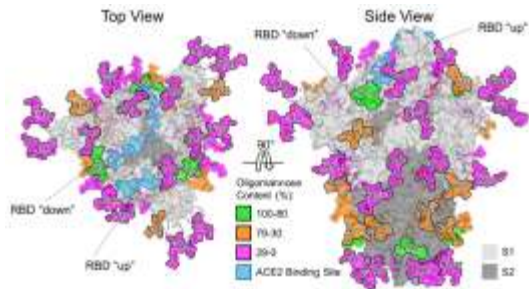 Top View
Side View
RBD "down"
RBD "up"
90°
Oligomannose
Content (%):
100-80
79-30
29-0
ACE2 Binding Site
RBD "down"
RBD "up"
S1
S2